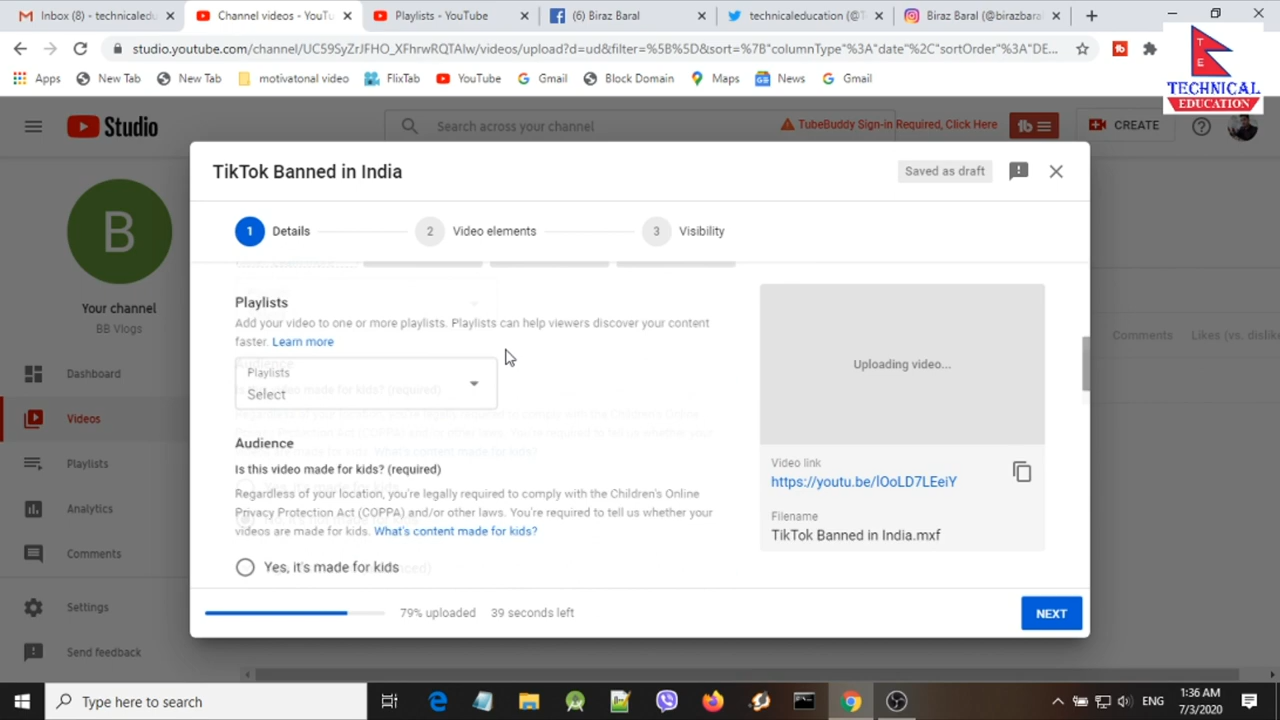 Inbox (8) - technicaledu
Channel videos - YouTu
Playlists - YouTube
(6) Biraz Baral
technicaleducation (@T
Biraz Baral (@birazbara
studio.youtube.com/channel/UC59SyZrJFHO_XFhrwRQTAlw/videos/upload?d=ud&filter=%5B%5D&sort=%7B"columnType"%3A"date"%2C"sortOrder"%3A"DE...
Apps
New Tab
New Tab
motivatonal video
FlixTab
YouTube
Gmail
Block Domain
Maps
News
Gmail
T
E
TECHNICAL
EDUCATION
Studio
Search across your channel
TubeBuddy Sign-in Required, Click Here
tb
CREATE
TikTok Banned in India
Saved as draft
1 Details
2 Video elements
3 Visibility
B
Your channel
BB Vlogs
Dashboard
Videos
Playlists
Analytics
Comments
Settings
Send feedback
Playlists
Add your video to one or more playlists. Playlists can help viewers discover your content
faster. Learn more
Playlists
Select
Audience
Is this video made for kids? (required)
Regardless of your location, you're legally required to comply with the Children's Online
Privacy Protection Act (COPPA) and/or other laws. You're required to tell us whether your
videos are made for kids. What's content made for kids?
Yes, it's made for kids
Uploading video...
Video link
https://youtu.be/lOoLD7LEeiY
Filename
TikTok Banned in India.mxf
Comments
Likes (vs. dislike
79% uploaded
39 seconds left
NEXT
Type here to search
ENG
1:36 AM
7/3/2020